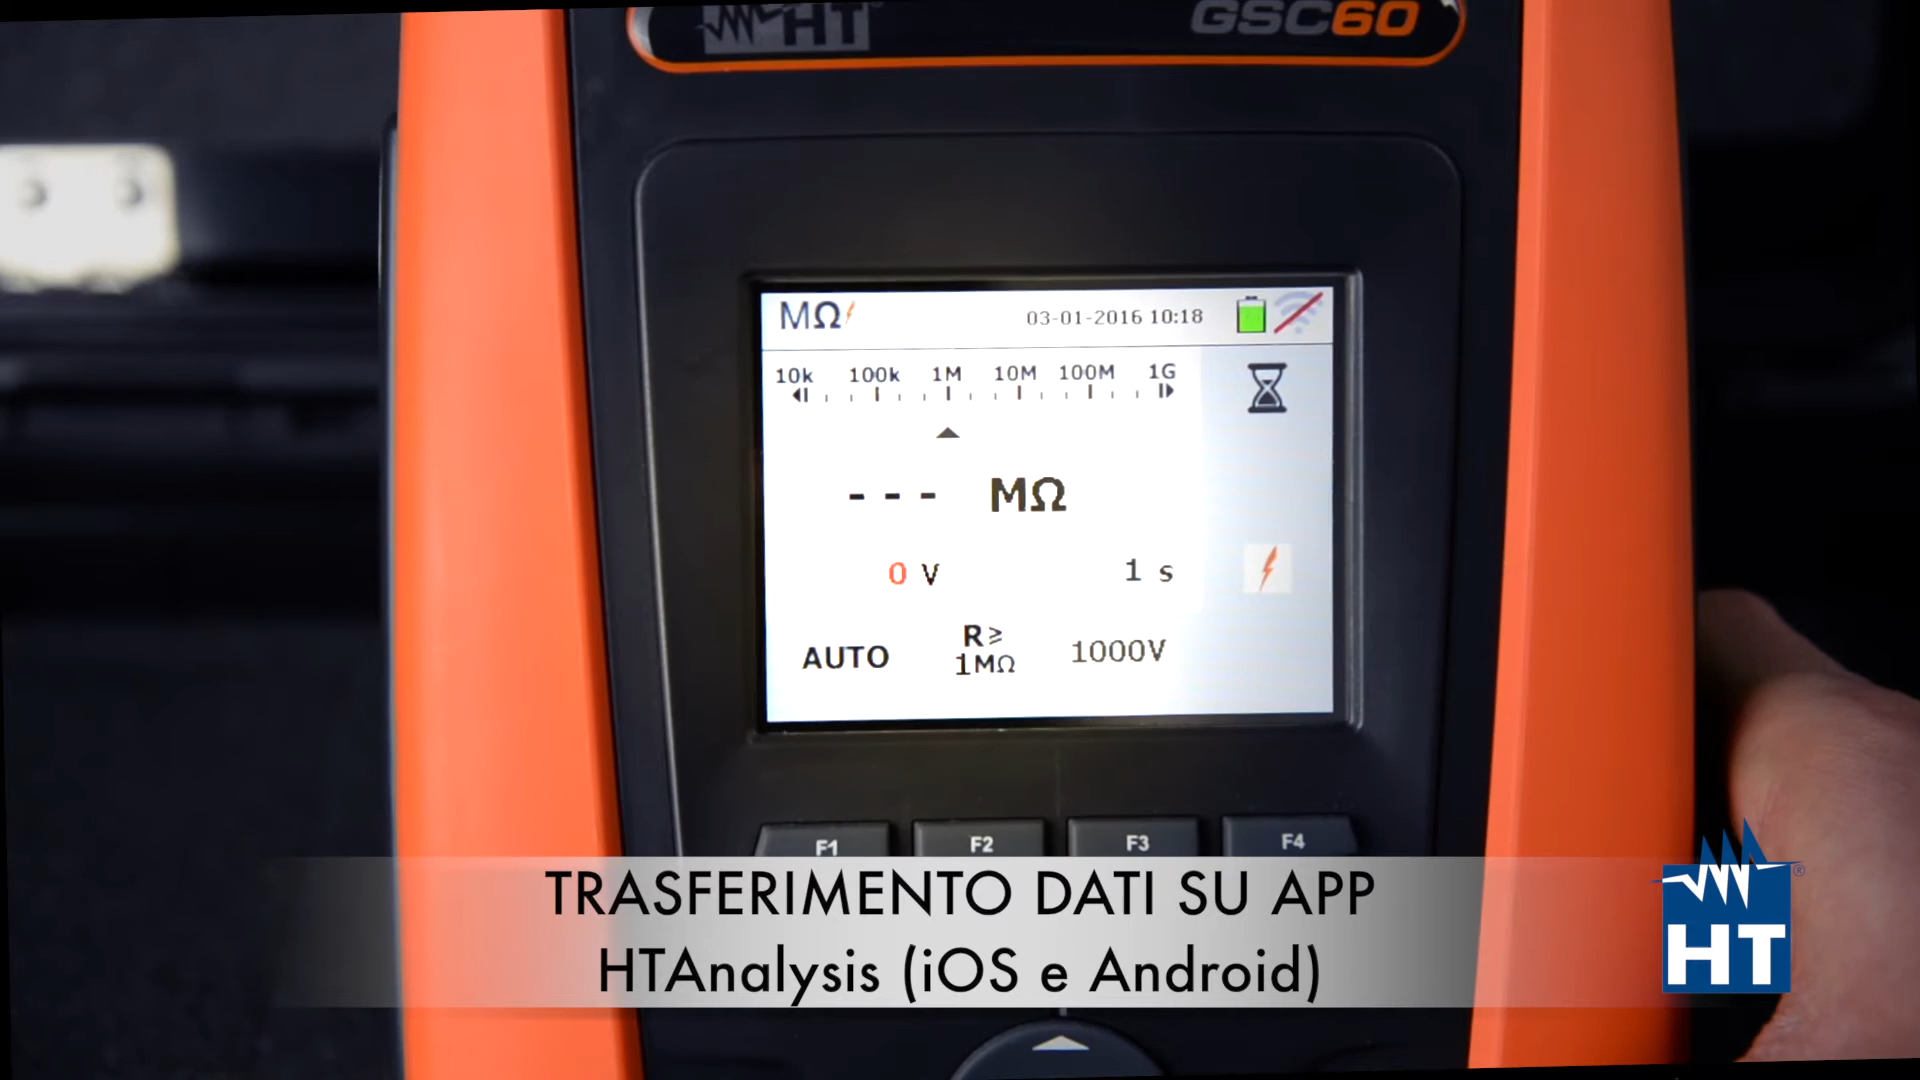 HT GSC60
MΩ 03-01-2016 10:18
10k 100k 1M 10M 100M 1G
- - - MΩ
0 V 1 s
AUTO R≥ 1000V
1MΩ
F1 F2 F3 F4
TRASFERIMENTO DATI SU APP
HTAnalysis (iOS e Android)
HT®